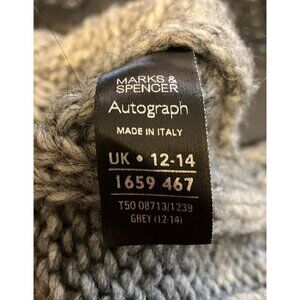 MARKS &
SPENCER
Autograph
MADE IN ITALY
UK • 12-14
1659 467
T50 08713/1239
GREY (12-14)